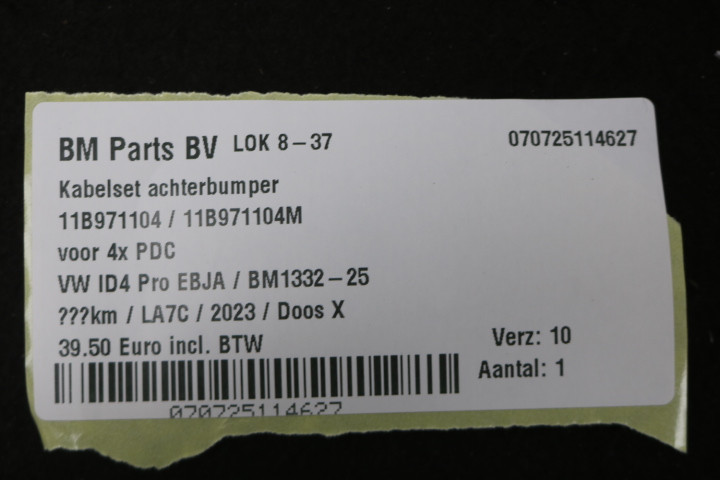 BM Parts BV LOK 8-37 070725114627
Kabelset achterbumper
11B971104 / 11B971104M
voor 4x PDC
VW ID4 Pro EBJA / BM1332-25
???km / LA7C / 2023 / Doos X
39.50 Euro incl. BTW
Verz: 10
Aantal: 1
070725114627